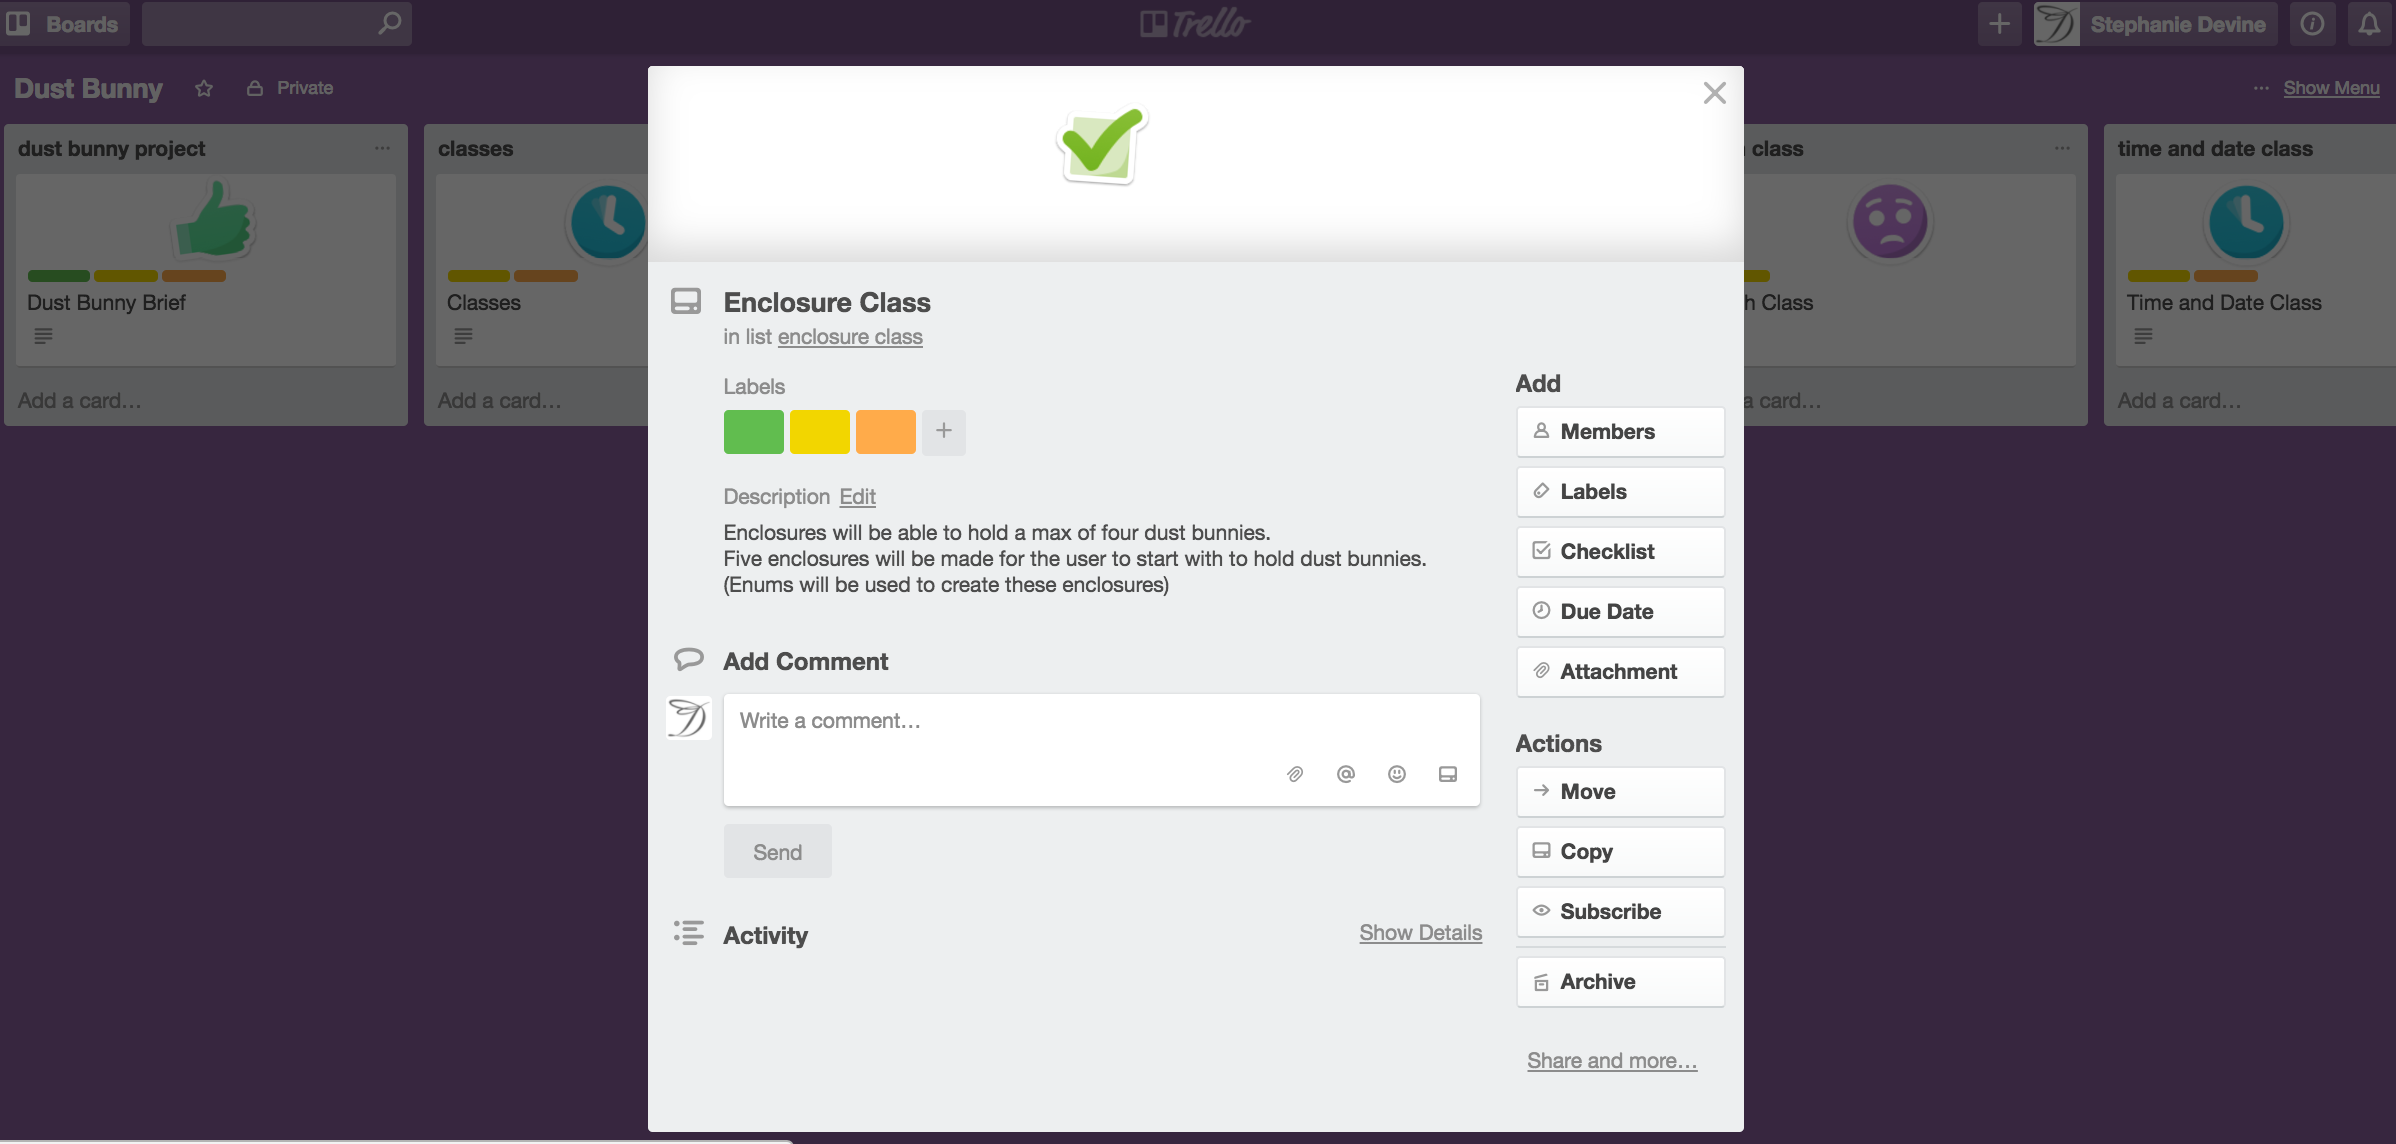 Boards
Trello
Stephanie Devine
Dust Bunny
Private
... Show Menu
dust bunny project
...
Dust Bunny Brief
Add a card...
classes
Classes
Add a card...
Enclosure Class
in list enclosure class
Labels
+
Description Edit
Enclosures will be able to hold a max of four dust bunnies.
Five enclosures will be made for the user to start with to hold dust bunnies.
(Enums will be used to create these enclosures)
Add Comment
Write a comment...
Send
Activity
Show Details
Add
Members
Labels
Checklist
Due Date
Attachment
Actions
Move
Copy
Subscribe
Archive
Share and more...
class
...
h Class
a card...
time and date class
Time and Date Class
Add a card...